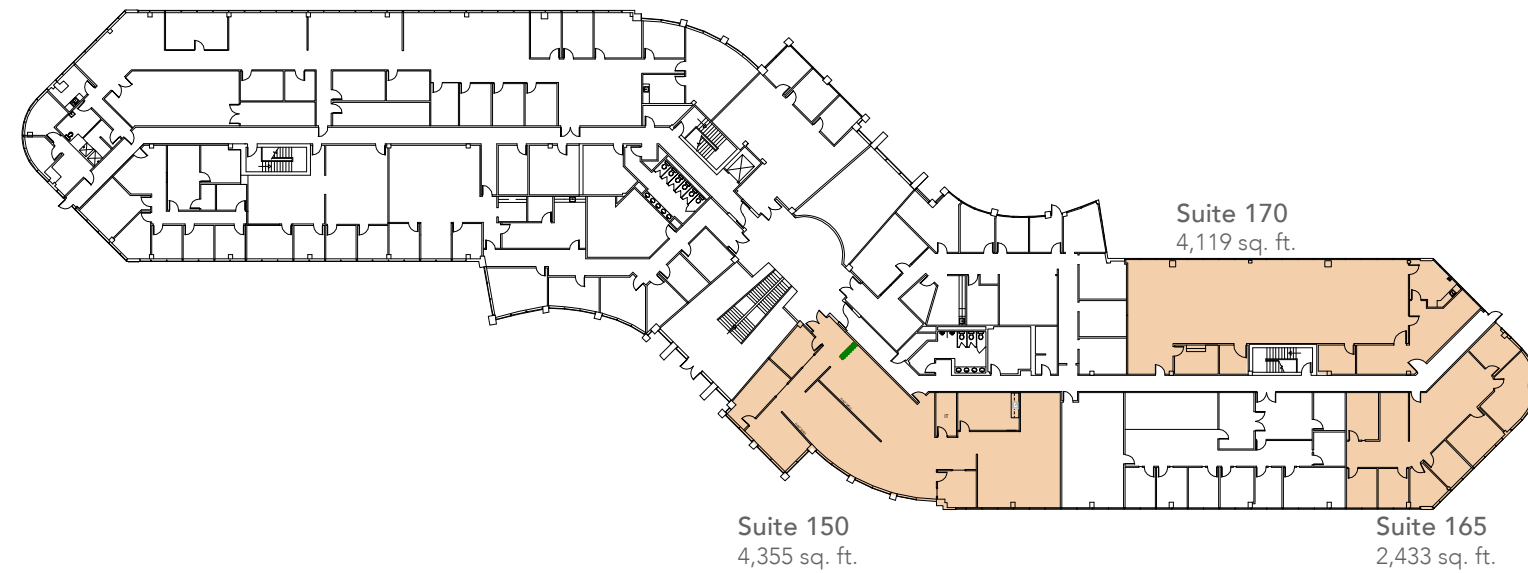 Suite 170
4,119 sq. ft.
Suite 150
4,355 sq. ft.
Suite 165
2,433 sq. ft.